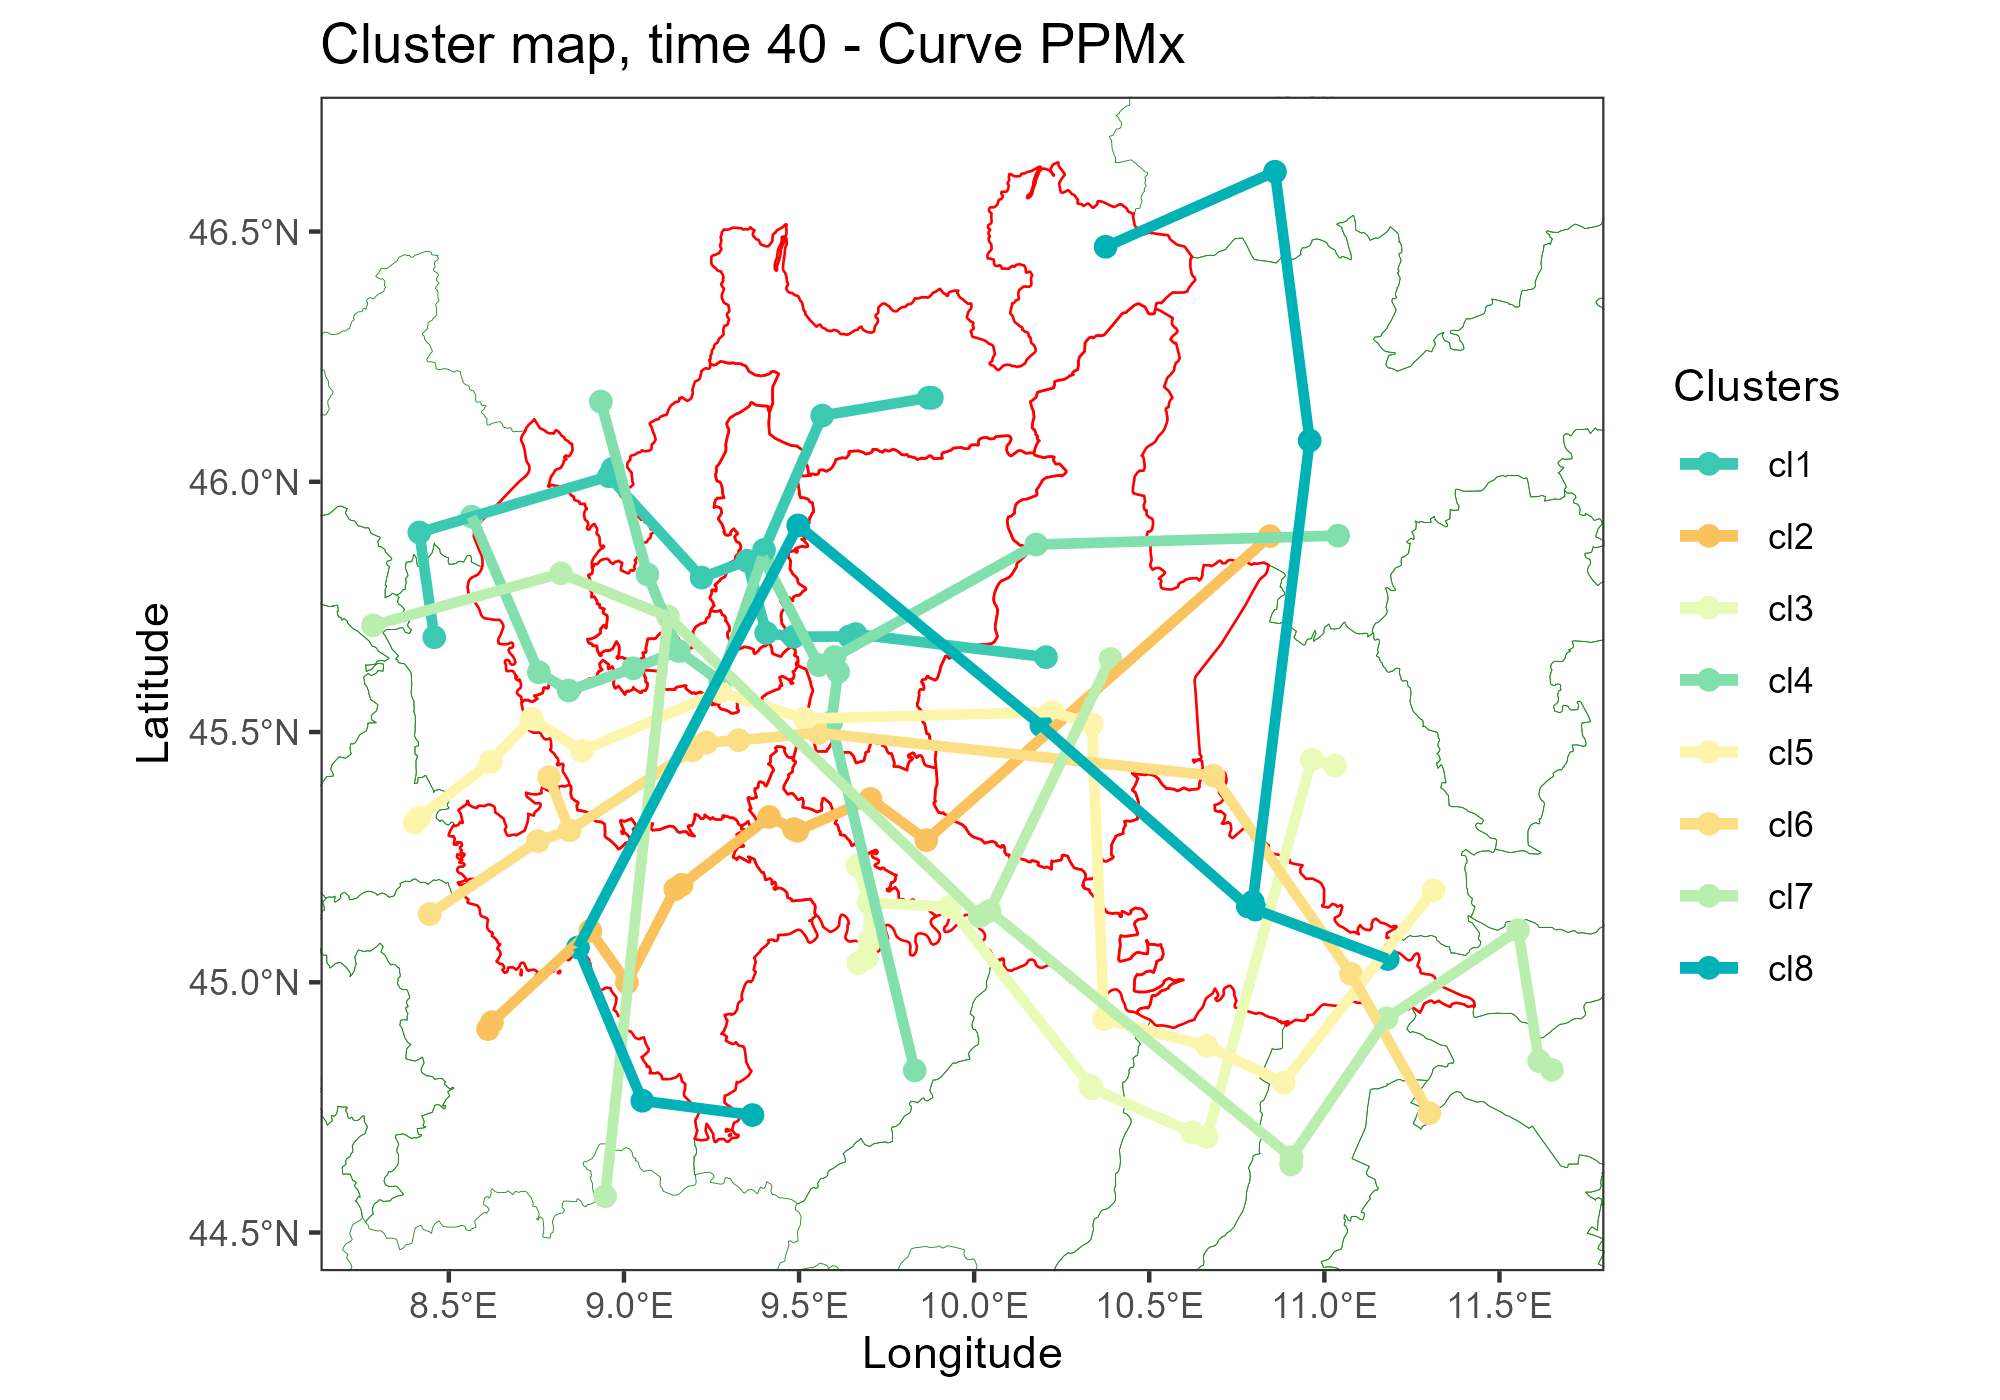 Cluster map, time 40 - Curve PPMx
46.5°N
46.0°N
45.5°N
45.0°N
44.5°N
Latitude
8.5°E 9.0°E 9.5°E 10.0°E 10.5°E 11.0°E 11.5°E
Longitude
Clusters
cl1
cl2
cl3
cl4
cl5
cl6
cl7
cl8